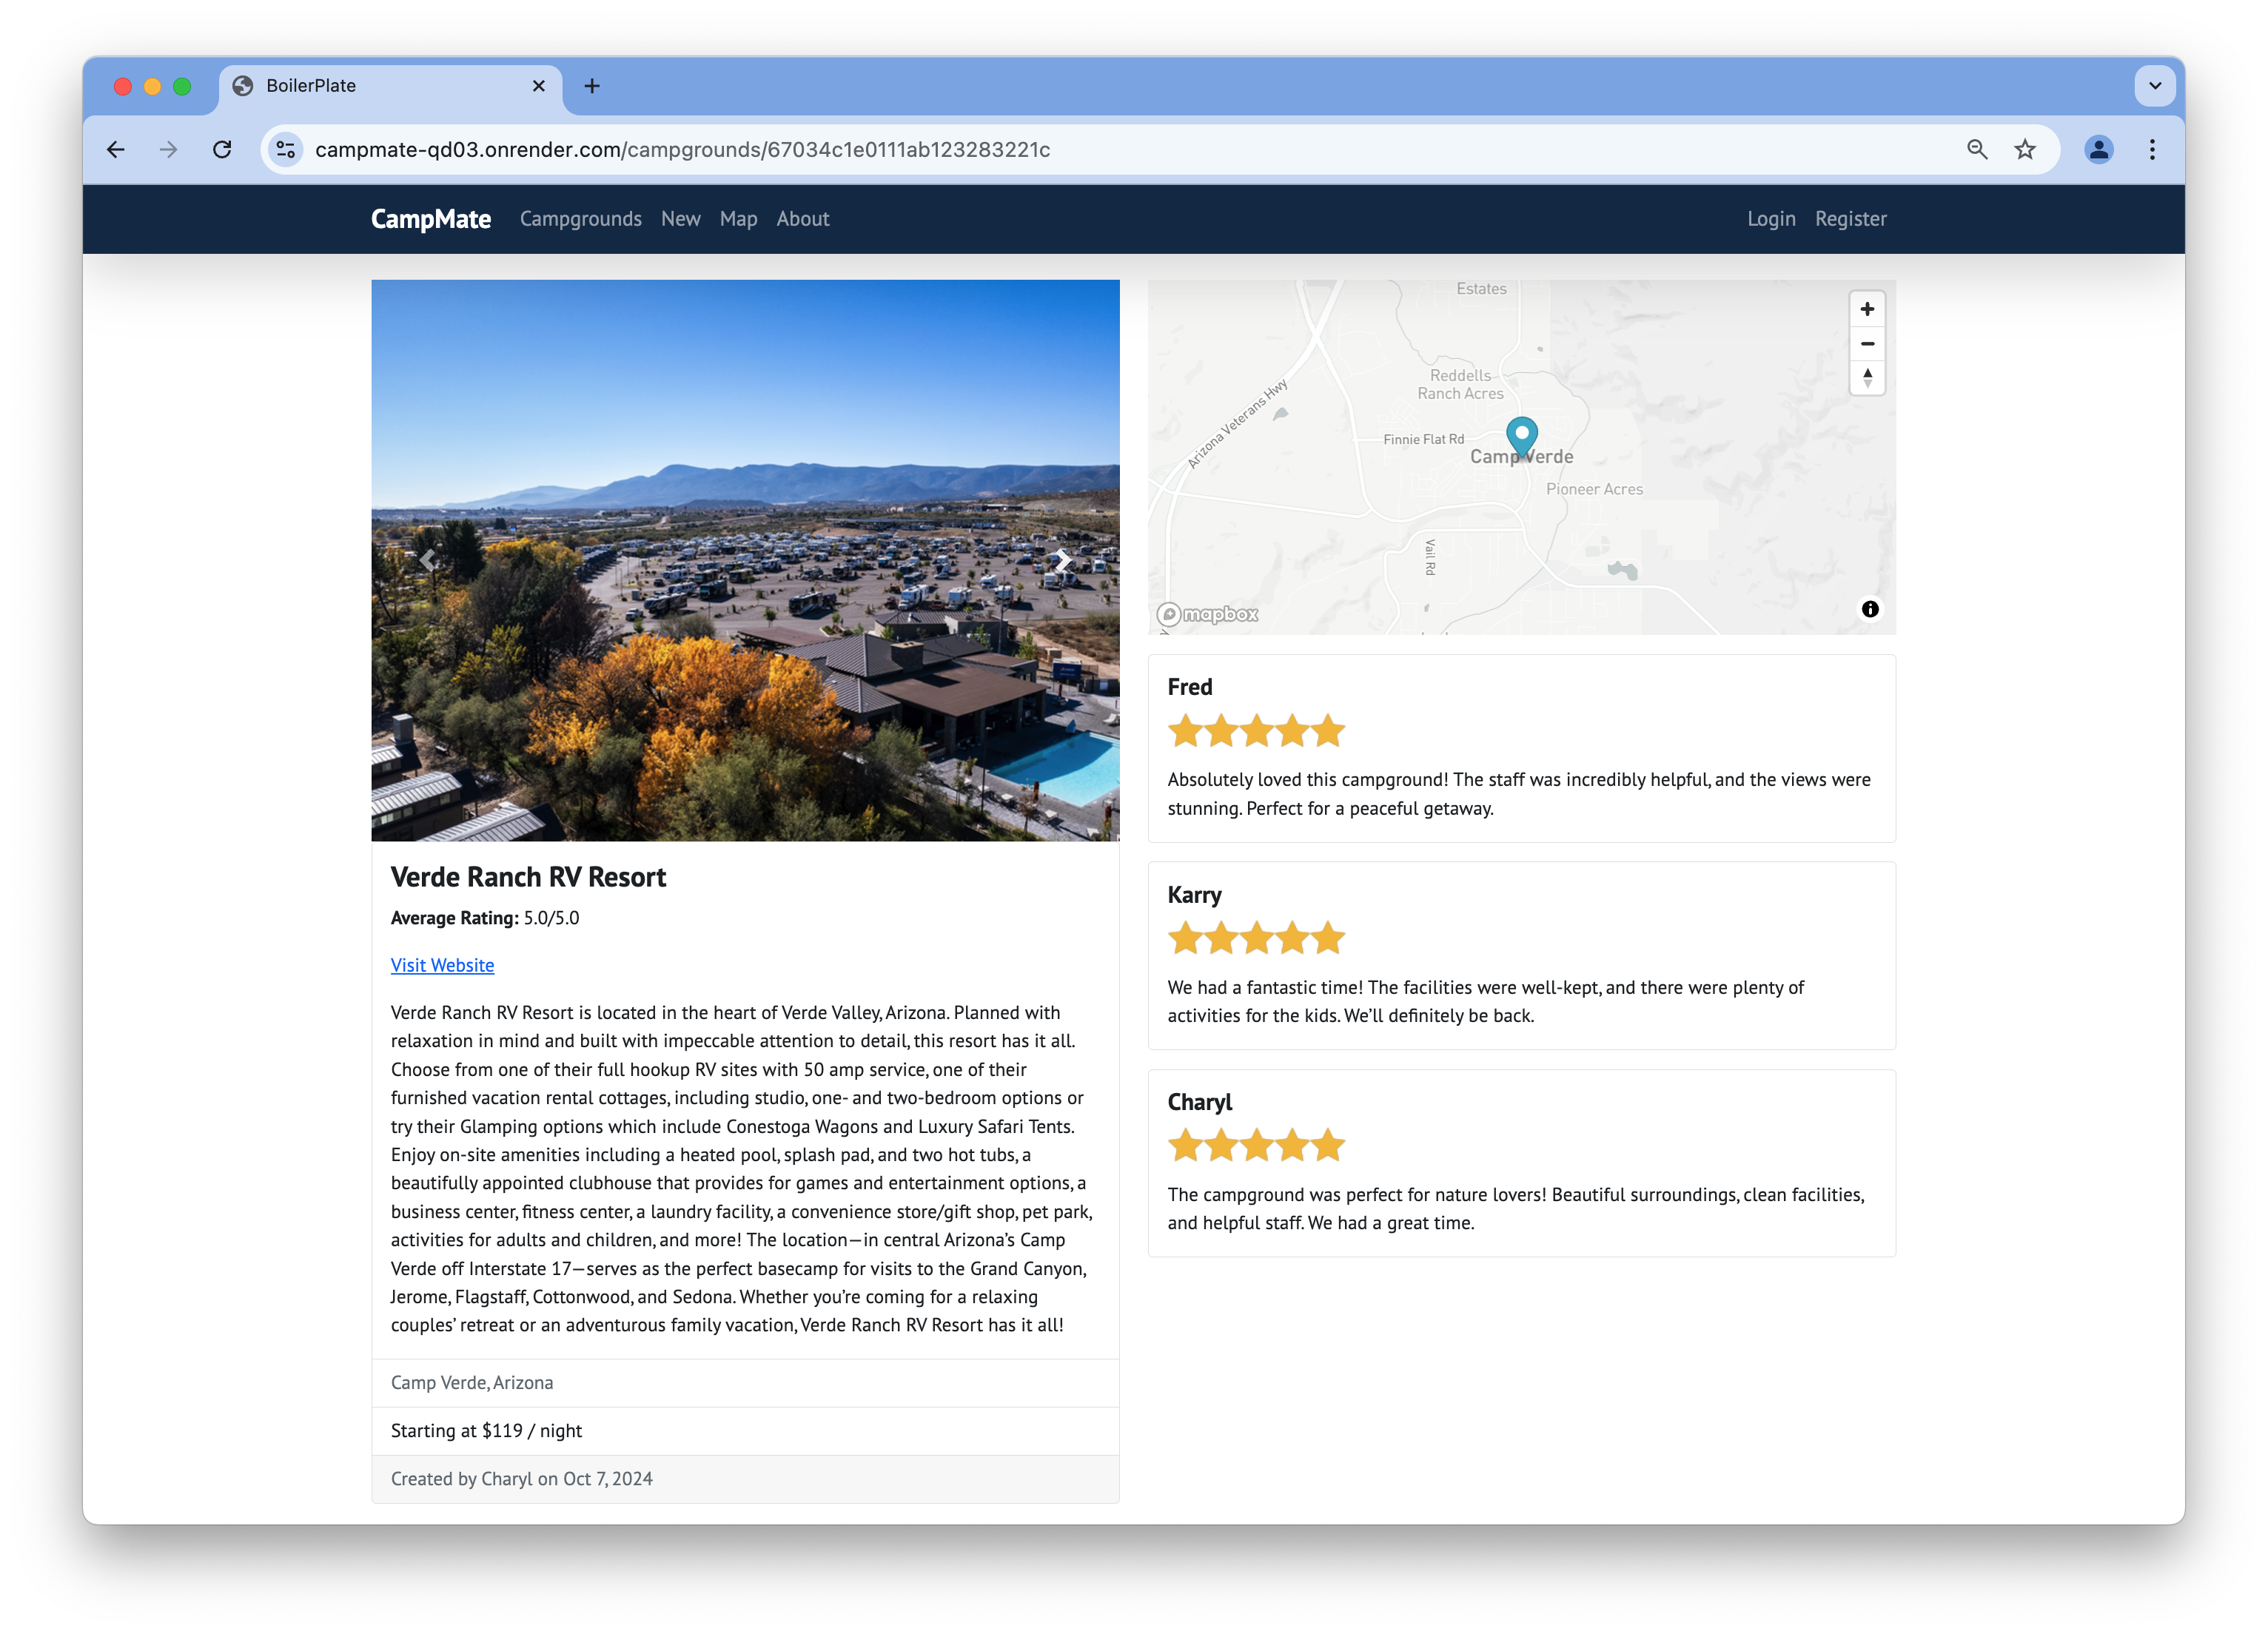 BoilerPlate
campmate-qd03.onrender.com/campgrounds/67034c1e0111ab123283221c
CampMate Campgrounds New Map About Login Register
Verde Ranch RV Resort
Average Rating: 5.0/5.0
Visit Website
Verde Ranch RV Resort is located in the heart of Verde Valley, Arizona. Planned with
relaxation in mind and built with impeccable attention to detail, this resort has it all.
Choose from one of their full hookup RV sites with 50 amp service, one of their
furnished vacation rental cottages, including studio, one- and two-bedroom options or
try their Glamping options which include Conestoga Wagons and Luxury Safari Tents.
Enjoy on-site amenities including a heated pool, splash pad, and two hot tubs, a
beautifully appointed clubhouse that provides for games and entertainment options, a
business center, fitness center, a laundry facility, a convenience store/gift shop, pet park,
activities for adults and children, and more! The location—in central Arizona’s Camp
Verde off Interstate 17—serves as the perfect basecamp for visits to the Grand Canyon,
Jerome, Flagstaff, Cottonwood, and Sedona. Whether you’re coming for a relaxing
couples’ retreat or an adventurous family vacation, Verde Ranch RV Resort has it all!
Camp Verde, Arizona
Starting at $119 / night
Created by Charyl on Oct 7, 2024
Estates
Reddells
Ranch Acres
Arizona Veterans Hwy
Finnie Flat Rd
Camp Verde
Pioneer Acres
Vail Rd
mapbox
Fred
Absolutely loved this campground! The staff was incredibly helpful, and the views were
stunning. Perfect for a peaceful getaway.
Karry
We had a fantastic time! The facilities were well-kept, and there were plenty of
activities for the kids. We’ll definitely be back.
Charyl
The campground was perfect for nature lovers! Beautiful surroundings, clean facilities,
and helpful staff. We had a great time.